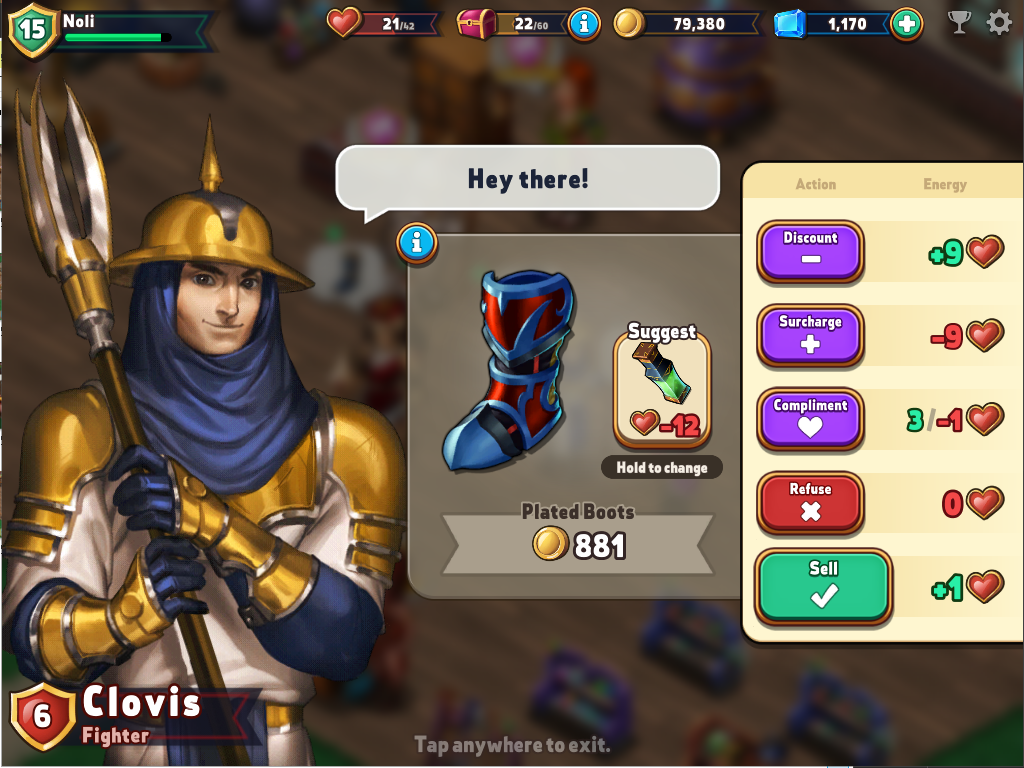 15
Noli
21/42
22/60
79,380
1,170
Hey there!
Action
Energy
Discount
+9
Surcharge
-9
Suggest
-12
Hold to change
Compliment
3/-1
Refuse
0
Plated Boots
881
Sell
+1
6
Clovis
Fighter
Tap anywhere to exit.